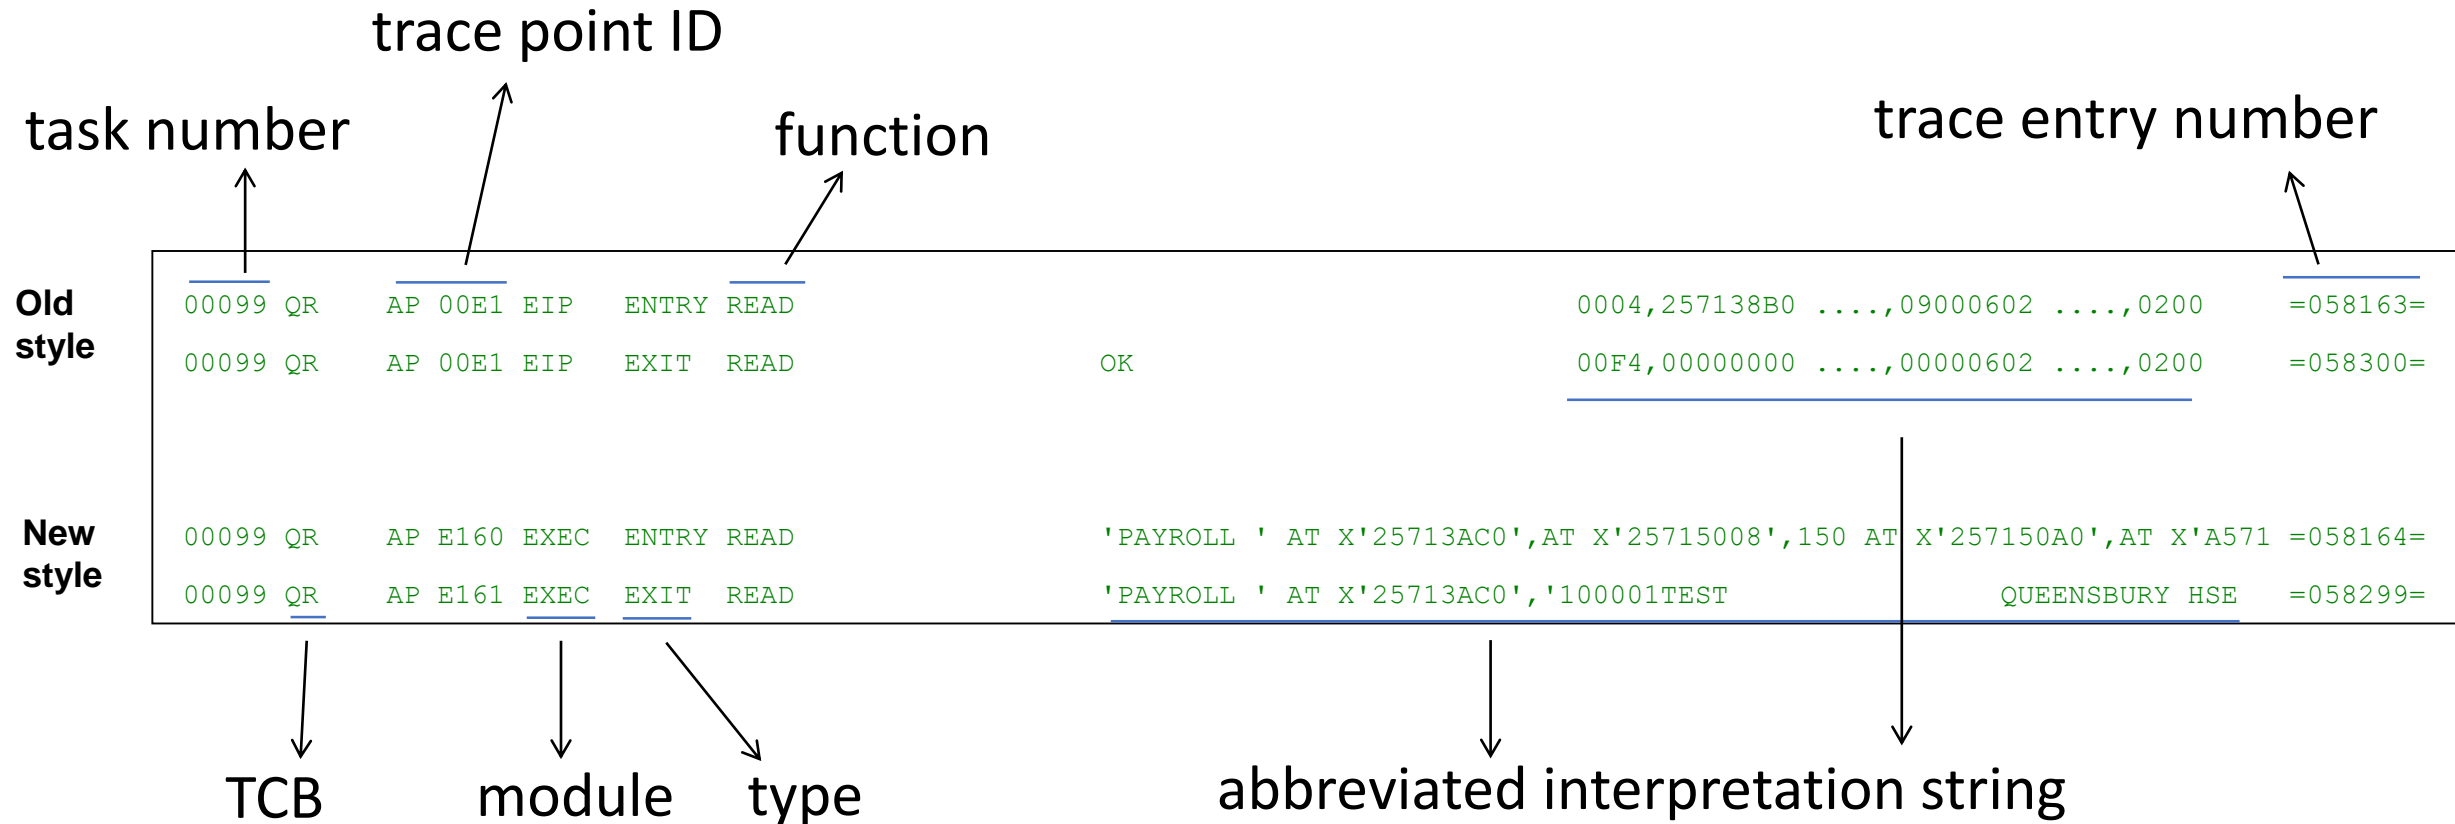 trace point ID
task number
function
trace entry number
Old style
00099 QR AP 00E1 EIP ENTRY READ 0004,257138B0 ....,09000602 ....,0200 =058163=
00099 QR AP 00E1 EIP EXIT READ OK 00F4,00000000 ....,00000602 ....,0200 =058300=
New style
00099 QR AP E160 EXEC ENTRY READ 'PAYROLL ' AT X'25713AC0',AT X'25715008',150 AT X'257150A0',AT X'A571 =058164=
00099 QR AP E161 EXEC EXIT READ 'PAYROLL ' AT X'25713AC0','100001TEST QUEENSBURY HSE =058299=
TCB
module
type
abbreviated interpretation string